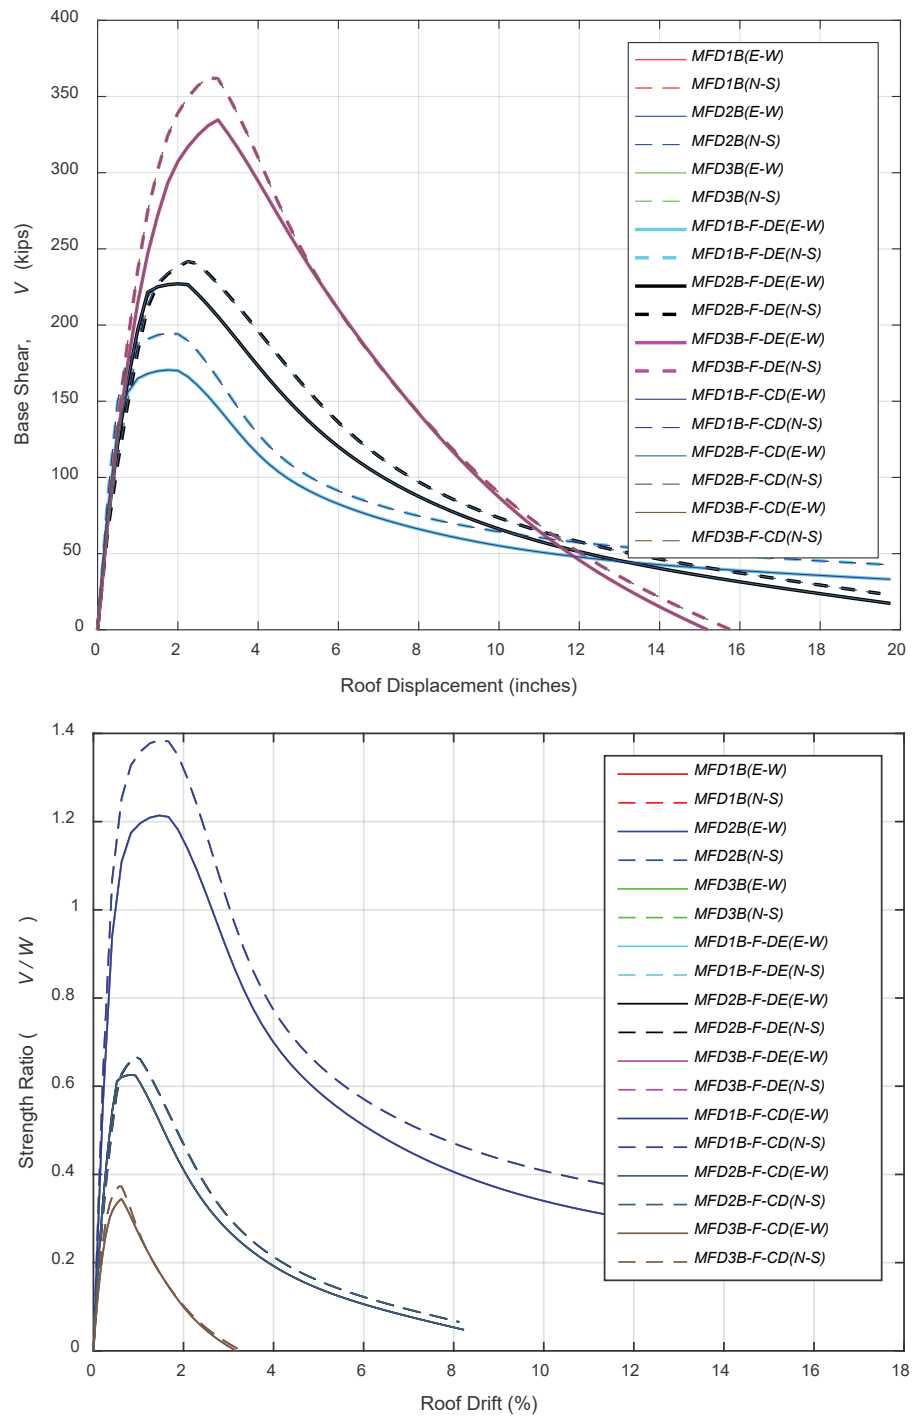 400
350
300
250
200
150
100
50
0
Base Shear, V (kips)
MFD1B(E-W)
MFD1B(N-S)
MFD2B(E-W)
MFD2B(N-S)
MFD3B(E-W)
MFD3B(N-S)
MFD1B-F-DE(E-W)
MFD1B-F-DE(N-S)
MFD2B-F-DE(E-W)
MFD2B-F-DE(N-S)
MFD3B-F-DE(E-W)
MFD3B-F-DE(N-S)
MFD1B-F-CD(E-W)
MFD1B-F-CD(N-S)
MFD2B-F-CD(E-W)
MFD2B-F-CD(N-S)
MFD3B-F-CD(E-W)
MFD3B-F-CD(N-S)
0 2 4 6 8 10 12 14 16 18 20
Roof Displacement (inches)
1.4
1.2
1
0.8
0.6
0.4
0.2
0
Strength Ratio ( V / W )
MFD1B(E-W)
MFD1B(N-S)
MFD2B(E-W)
MFD2B(N-S)
MFD3B(E-W)
MFD3B(N-S)
MFD1B-F-DE(E-W)
MFD1B-F-DE(N-S)
MFD2B-F-DE(E-W)
MFD2B-F-DE(N-S)
MFD3B-F-DE(E-W)
MFD3B-F-DE(N-S)
MFD1B-F-CD(E-W)
MFD1B-F-CD(N-S)
MFD2B-F-CD(E-W)
MFD2B-F-CD(N-S)
MFD3B-F-CD(E-W)
MFD3B-F-CD(N-S)
0 2 4 6 8 10 12 14 16 18
Roof Drift (%)